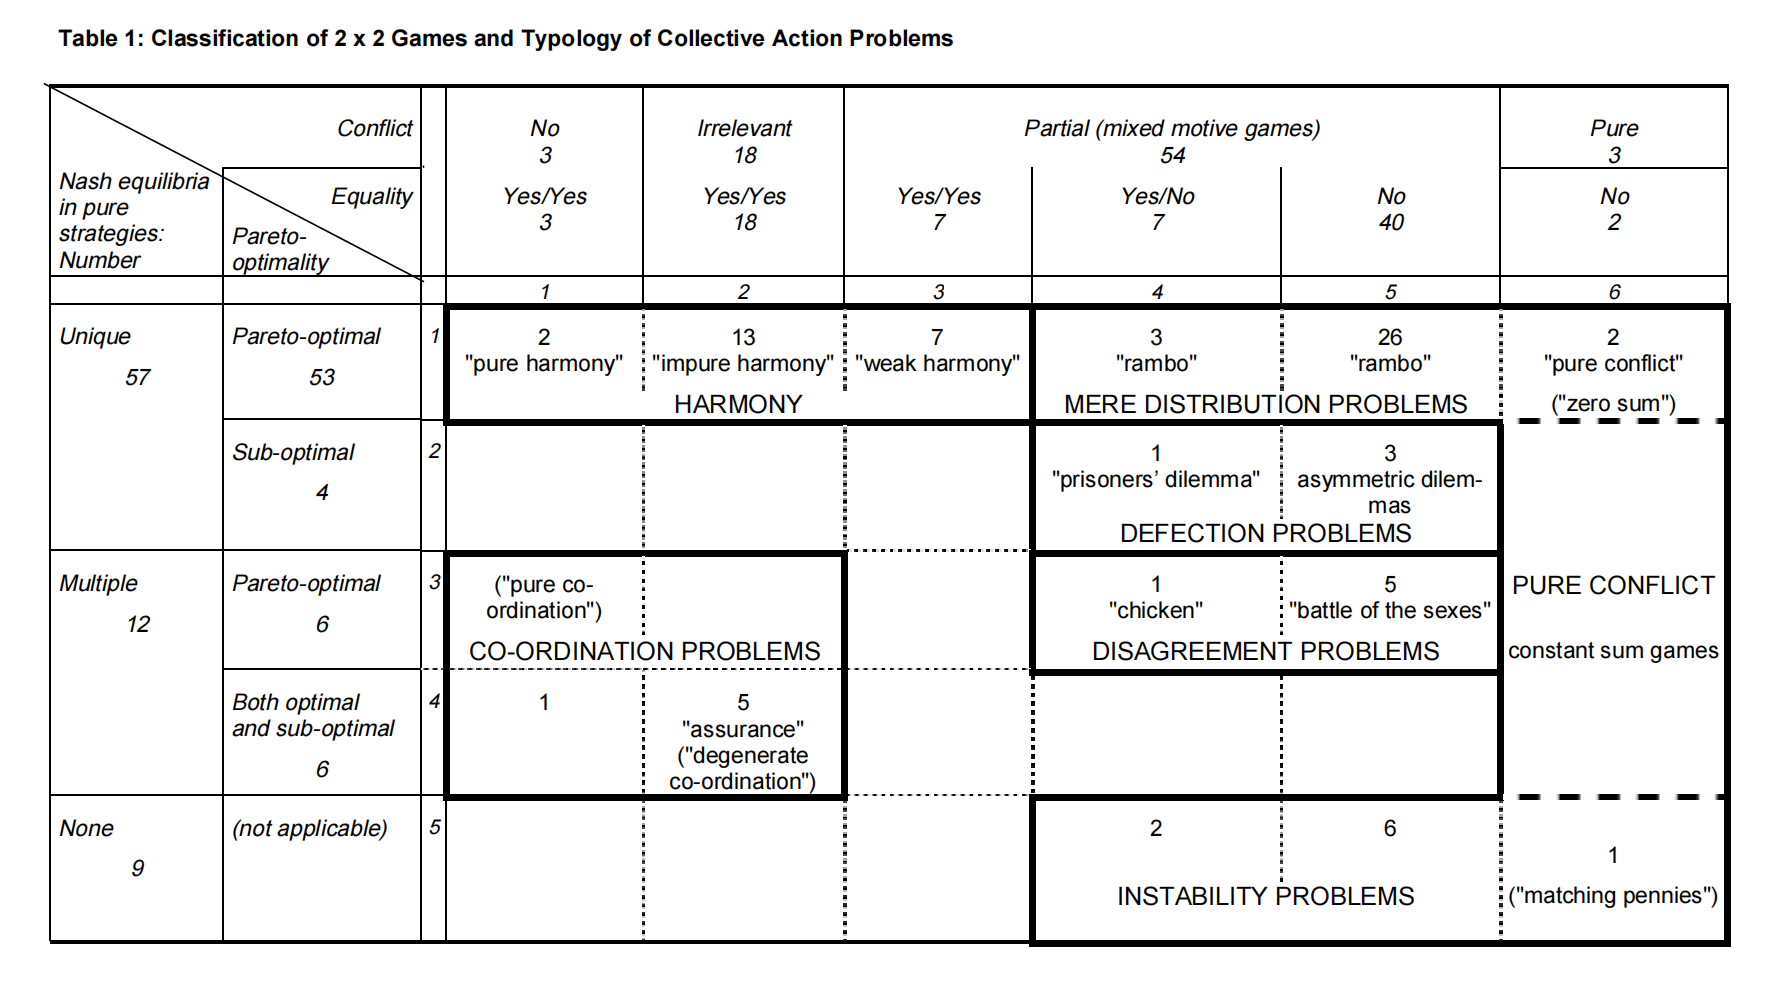 Table 1: Classification of 2 x 2 Games and Typology of Collective Action Problems
Conflict
No
3
Irrelevant
18
Partial (mixed motive games)
54
Pure
3
Nash equilibria
in pure
strategies:
Number
Equality
Pareto-
optimality
Yes/Yes
3
Yes/Yes
18
Yes/Yes
7
Yes/No
7
No
40
No
2
1
2
3
4
5
6
Unique
57
Pareto-optimal
53
1
2
"pure harmony"
13
"impure harmony"
7
"weak harmony"
HARMONY
3
"rambo"
26
"rambo"
MERE DISTRIBUTION PROBLEMS
2
"pure conflict"
("zero sum")
Sub-optimal
4
2
1
"prisoners’ dilemma"
3
asymmetric dilem-
mas
DEFECTION PROBLEMS
Multiple
12
Pareto-optimal
6
3
("pure co-
ordination")
CO-ORDINATION PROBLEMS
1
"chicken"
5
"battle of the sexes"
DISAGREEMENT PROBLEMS
PURE CONFLICT
constant sum games
Both optimal
and sub-optimal
6
4
1
5
"assurance"
("degenerate
co-ordination")
None
9
(not applicable)
5
2
6
INSTABILITY PROBLEMS
1
("matching pennies")